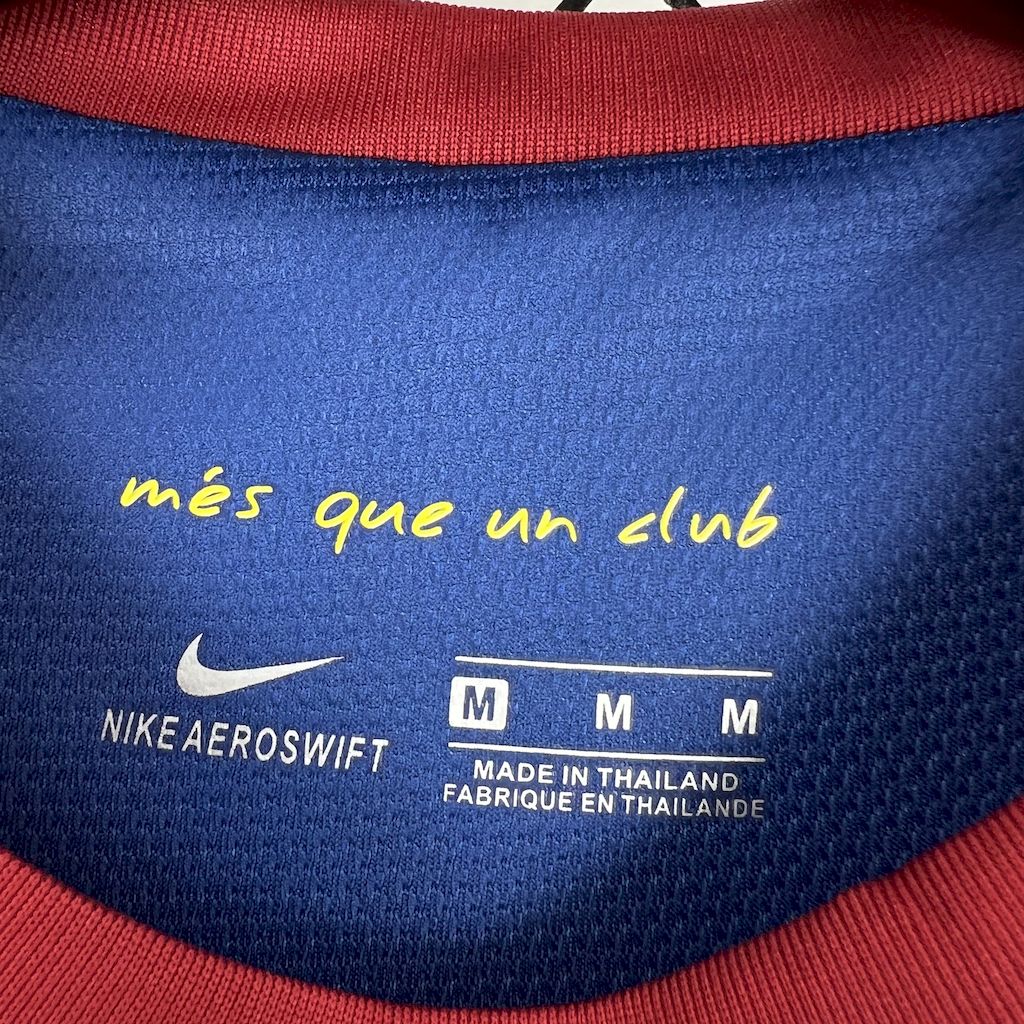 més que un club
NIKE AEROSWIFT
M M M
MADE IN THAILAND
FABRIQUE EN THAILANDE